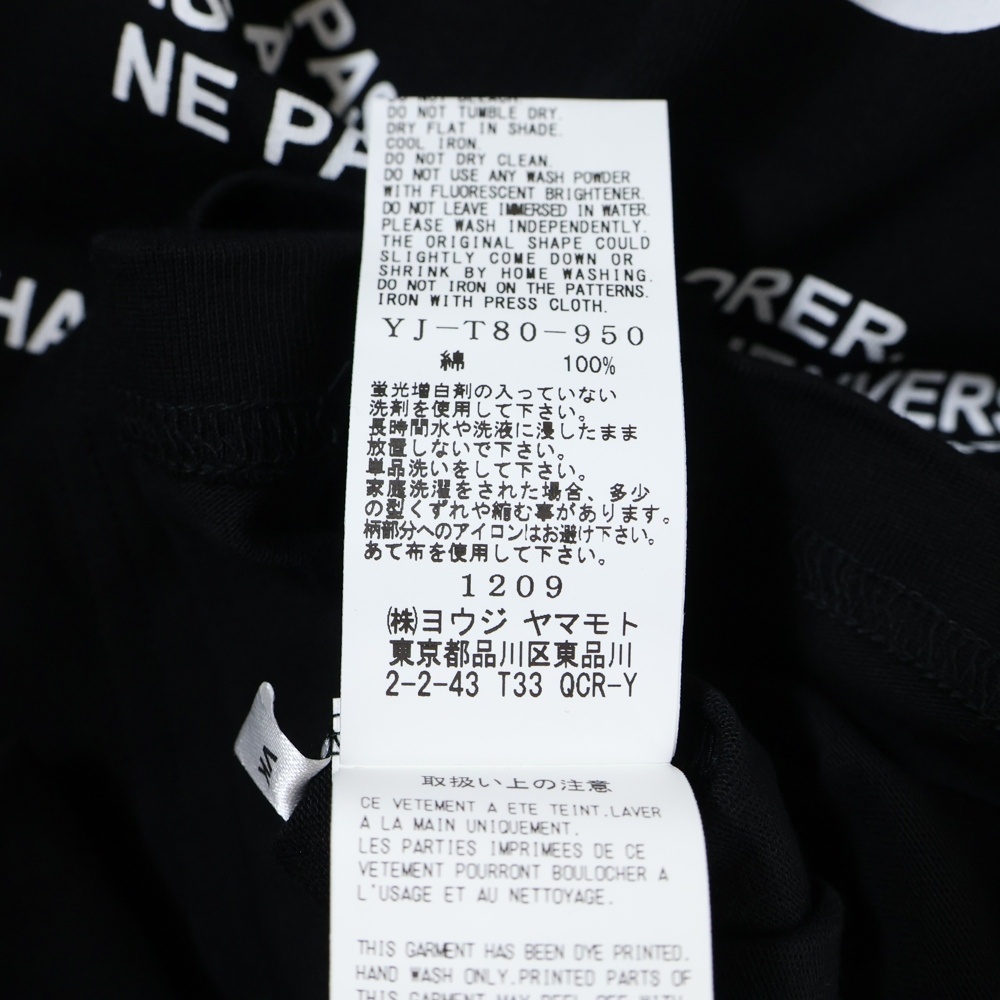 NE PA
DO NOT BLEACH
DO NOT TUMBLE DRY.
DRY FLAT IN SHADE.
COOL IRON.
DO NOT DRY CLEAN.
DO NOT USE ANY WASH POWDER
WITH FLUORESCENT BRIGHTENER.
DO NOT LEAVE IMMERSED IN WATER.
PLEASE WASH INDEPENDENTLY.
THE ORIGINAL SHAPE COULD
SLIGHTLY COME DOWN OR
SHRINK BY HOME WASHING.
DO NOT IRON ON THE PATTERNS.
IRON WITH PRESS CLOTH.
YJ-T80-950
綿 100%
蛍光増白剤の入っていない
洗剤を使用して下さい。
長時間水や洗液に浸したまま
放置しないで下さい。
単品洗いをして下さい。
家庭洗濯をされた場合、多少
の型くずれや縮む事があります。
柄部分へのアイロンはお避け下さい。
あて布を使用して下さい。
1209
㈱ヨウジ ヤマモト
東京都品川区東品川
2-2-43 T33 QCR-Y
取扱い上の注意
CE VETEMENT A ETE TEINT.LAVER
A LA MAIN UNIQUEMENT.
LES PARTIES IMPRIMEES DE CE
VETEMENT POURRONT BOULOCHER A
L'USAGE ET AU NETTOYAGE.
THIS GARMENT HAS BEEN DYE PRINTED.
HAND WASH ONLY.PRINTED PARTS OF
THIS GARMENT MAY PEEL OFF WITH